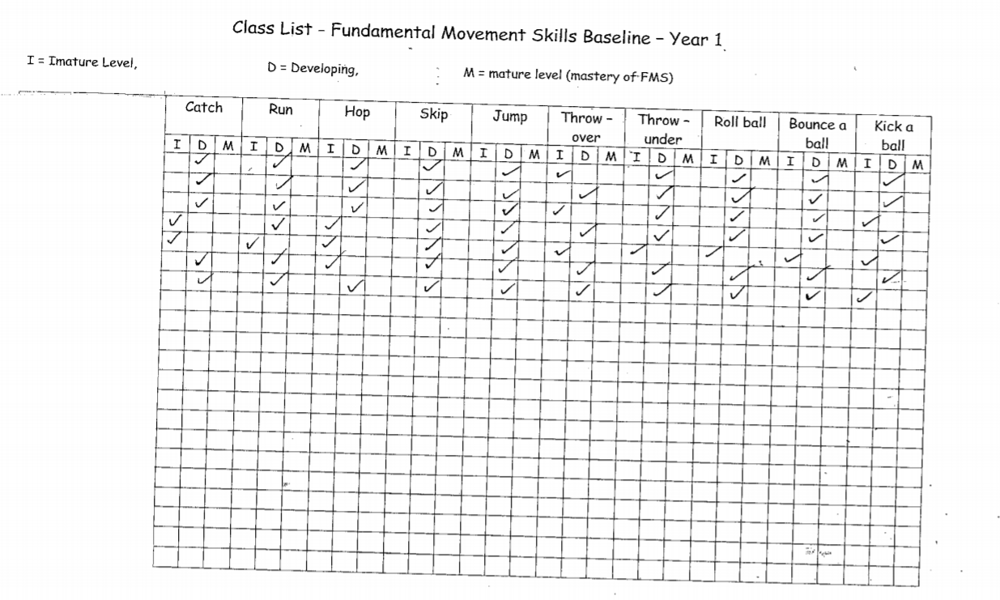 Class List - Fundamental Movement Skills Baseline – Year 1
I = Imature Level, D = Developing, M = mature level (mastery of FMS)
Catch Run Hop Skip Jump Throw – over Throw – under Roll ball Bounce a ball Kick a ball
I D M I D M I D M I D M I D M I D M I D M I D M I D M I D M
✓ ✓ ✓ ✓ ✓ ✓ ✓ ✓ ✓ ✓
✓ ✓ ✓ ✓ ✓ ✓ ✓ ✓ ✓ ✓
✓ ✓ ✓ ✓ ✓ ✓ ✓ ✓ ✓ ✓
✓ ✓ ✓ ✓ ✓ ✓ ✓ ✓ ✓ ✓
✓ ✓ ✓ ✓ ✓ ✓ ✓ ✓ ✓ ✓
✓ ✓ ✓ ✓ ✓ ✓ ✓ ✓ ✓ ✓
✓ ✓ ✓ ✓ ✓ ✓ ✓ ✓ ✓ ✓